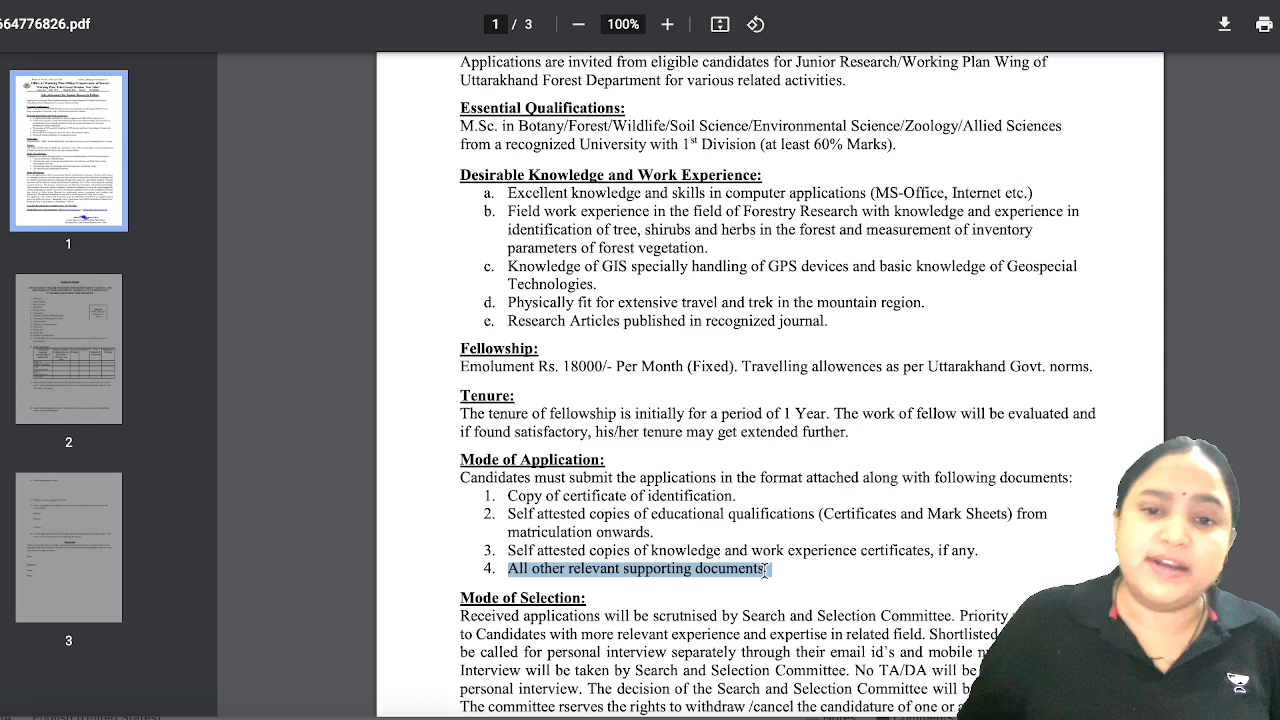 664776826.pdf
1 / 3
100%
Applications are invited from eligible candidates for Junior Research/Working Plan Wing of
Uttarakhand Forest Department for various related activities.
Essential Qualifications:
Forestry/Forest/Wildlife/Soil Science/Environmental Science/Ecology/Allied Sciences
from a recognized University with 1st Division (at least 60% Marks).
Desirable Knowledge and Work Experience:
knowledge and skills in computer applications (MS-Office, Internet etc.)
b. work experience in the field of Forestry Research with knowledge and experience in
identification of tree, shirubs and herbs in the forest and measurement of inventory
parameters of forest vegetation.
c. Knowledge of GIS specially handling of GPS devices and basic knowledge of Geospecial
Technologies.
d. Physically fit for extensive travel and trek in the mountain region.
Research Articles published in recognized journal.
Fellowship:
Emolument Rs. 18000/- Per Month (Fixed). Travelling allowences as per Uttarakhand Govt. norms.
Tenure:
The tenure of fellowship is initially for a period of 1 Year. The work of fellow will be evaluated and
if found satisfactory, his/her tenure may get extended further.
Mode of Application:
Candidates must submit the applications in the format attached along with following documents:
1. Copy of certificate of identification.
2. Self attested copies of educational qualifications (Certificates and Mark Sheets) from
Graduation onwards.
Self attested copies of knowledge and work experience certificates, if any.
4. All other relevant supporting documents.
Mode of Selection:
Received applications will be scrutnised by Search and Selection Committee. Priority
to Candidates with more relevant experience and expertise in related field. Shortlisted
be called for personal interview separately through their email id's and mobile
Interview will be taken by Search and Selection Committee. No TA/DA will be
personal interview. The decision of the Search and Selection Committee will
The committee rserves the rights to withdraw /cancel the candidature of one or
1
2
3